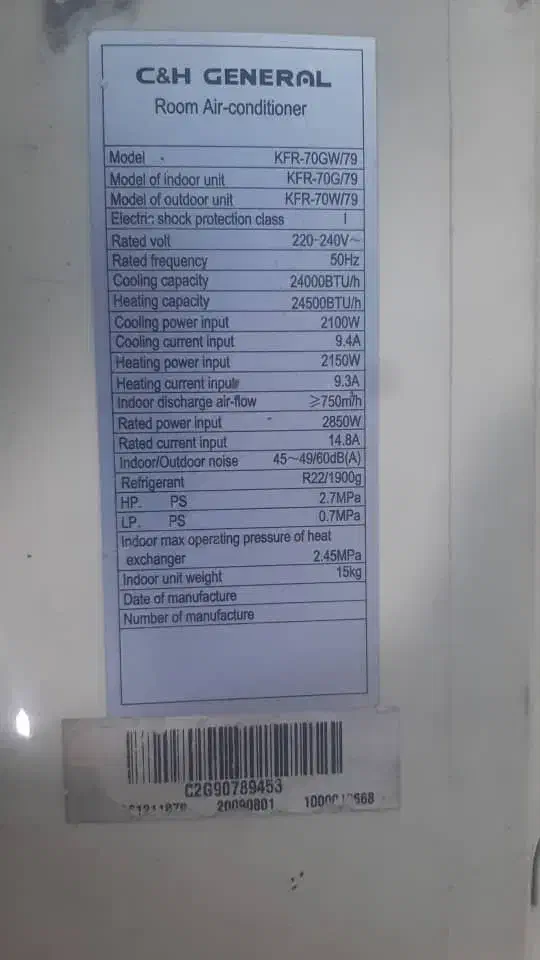 C&H GENERAL
Room Air-conditioner
Model KFR-70GW/79
Model of indoor unit KFR-70G/79
Model of outdoor unit KFR-70W/79
Electric shock protection class I
Rated volt 220-240V~
Rated frequency 50Hz
Cooling capacity 24000BTU/h
Heating capacity 24500BTU/h
Cooling power input 2100W
Cooling current input 9.4A
Heating power input 2150W
Heating current input 9.3A
Indoor discharge air-flow ≥750m³/h
Rated power input 2850W
Rated current input 14.8A
Indoor/Outdoor noise 45~49/60dB(A)
Refrigerant R22/1900g
HP. PS 2.7MPa
LP. PS 0.7MPa
Indoor max operating pressure of heat
exchanger 2.45MPa
Indoor unit weight 15kg
Date of manufacture
Number of manufacture
C2G90789453
20090801